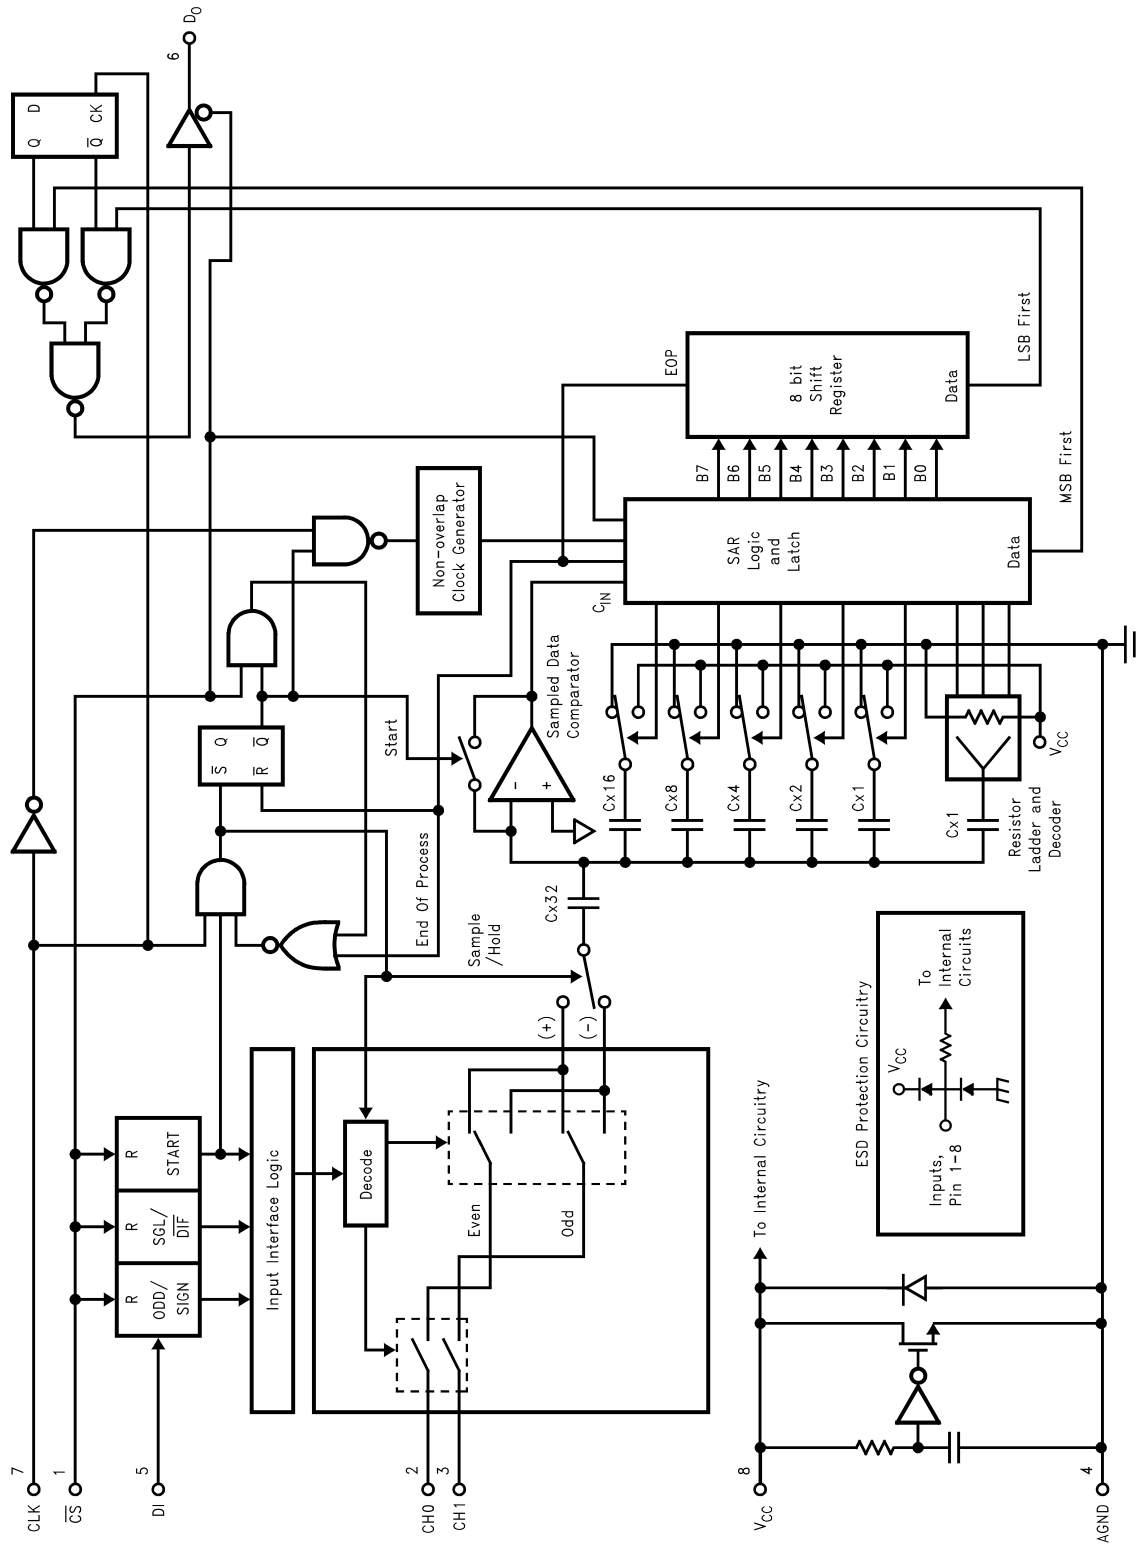 CLK
7
CS
1
DI
5
CH0
2
CH1
3
VCC
8
AGND
4
R
ODD/
SIGN
R
SGL/
DIF
R
START
Input Interface Logic
Decode
Even
Odd
(+)
(-)
Sample
/Hold
End Of Process
S
Q
R
Q
Start
-
+
Sampled Data
Comparator
Cx32
Cx16
Cx8
Cx4
Cx2
Cx1
Cx1
Resistor
Ladder and
Decoder
VCC
CIN
SAR
Logic
and
Latch
Data
Non-overlap
Clock Generator
B7
B6
B5
B4
B3
B2
B1
B0
EOP
8 bit
Shift
Register
Data
MSB First
LSB First
Q
D
Q
CK
6
DO
To Internal Circuitry
ESD Protection Circuitry
Inputs,
Pin 1-8
VCC
To
Internal
Circuits